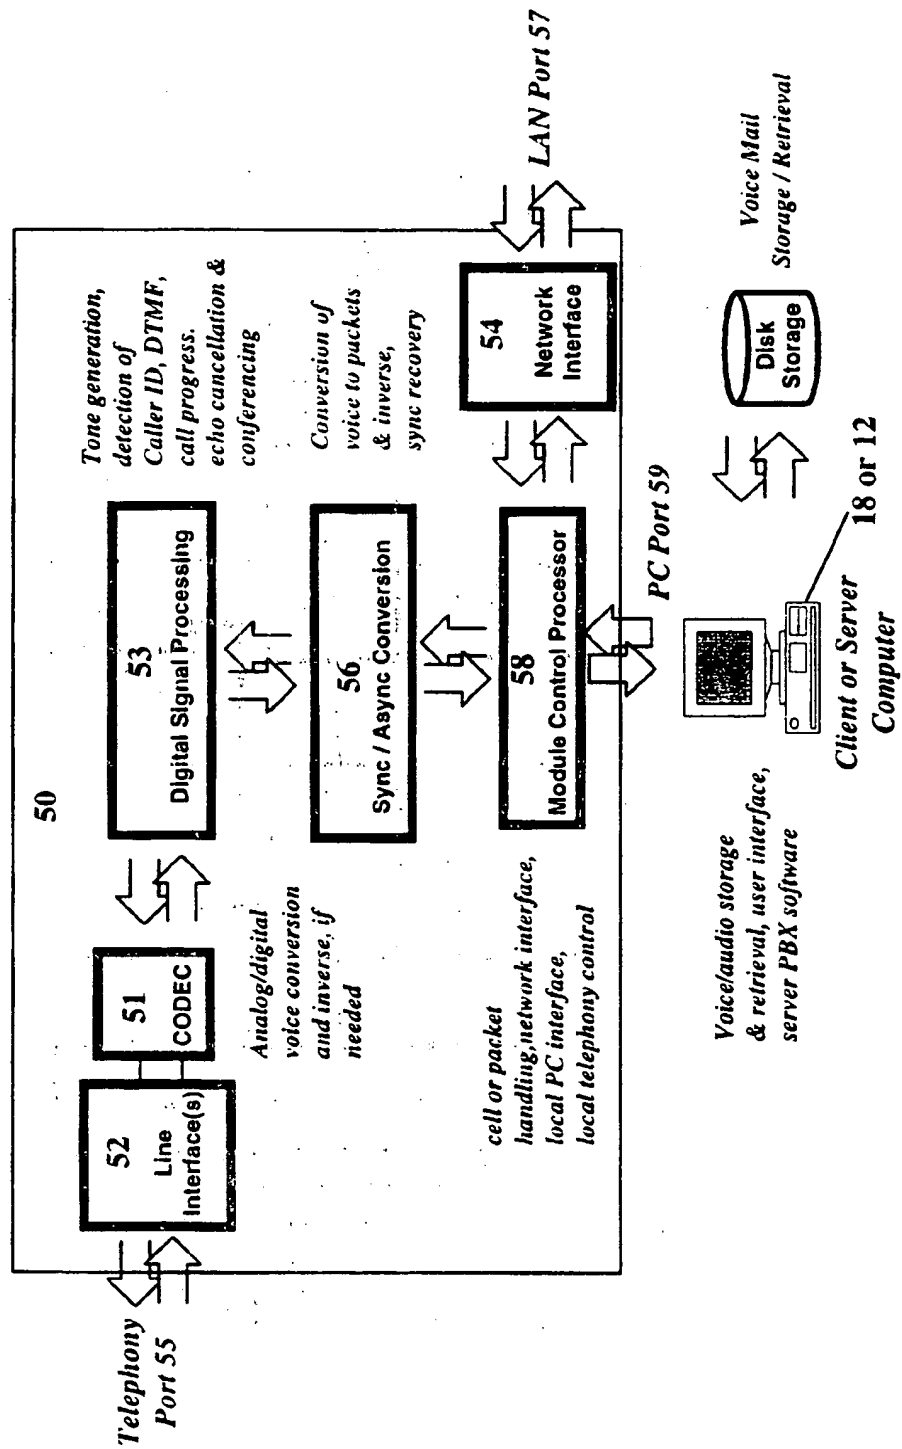 50
Telephony
Port 55
52
Line
Interface(s)
51
CODEC
Analog/digital
voice conversion
and inverse, if
needed
53
Digital Signal Processing
Tone generation,
detection of
Caller ID, DTMF,
call progress.
echo cancellation &
conferencing
56
Sync / Async Conversion
Conversion of
voice to packets
& inverse,
sync recovery
cell or packet
handling,network interface,
local PC interface,
local telephony control
58
Module Control Processor
54
Network
Interface
LAN Port 57
PC Port 59
Voice/audio storage
& retrieval, user interface,
server PBX software
Client or Server
Computer
18 or 12
Disk
Storage
Voice Mail
Storage / Retrieval